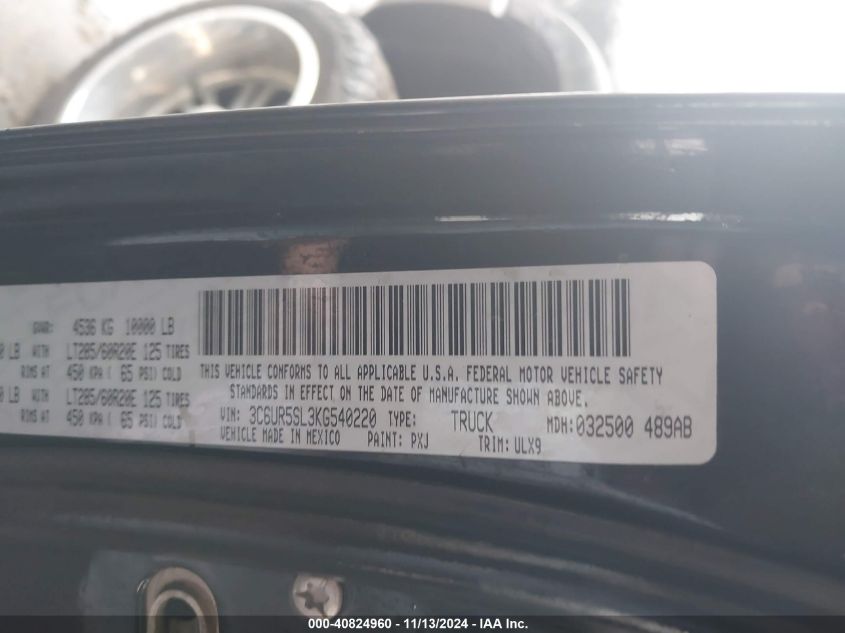 GVWR: 4536 KG 10000 LB
LB WITH LT285/60R20E 125 TIRES
RIMS AT 450 KPA ( 65 PSI) COLD
LB WITH LT285/60R20E 125 TIRES
RIMS AT 450 KPA ( 65 PSI) COLD
THIS VEHICLE CONFORMS TO ALL APPLICABLE U.S.A. FEDERAL MOTOR VEHICLE SAFETY
STANDARDS IN EFFECT ON THE DATE OF MANUFACTURE SHOWN ABOVE.
VIN: 3C6UR5SL3KG540220 TYPE: TRUCK MDH: 032500 489AB
VEHICLE MADE IN MEXICO PAINT: PXJ TRIM: ULX9
000-40824960 - 11/13/2024 - IAA Inc.